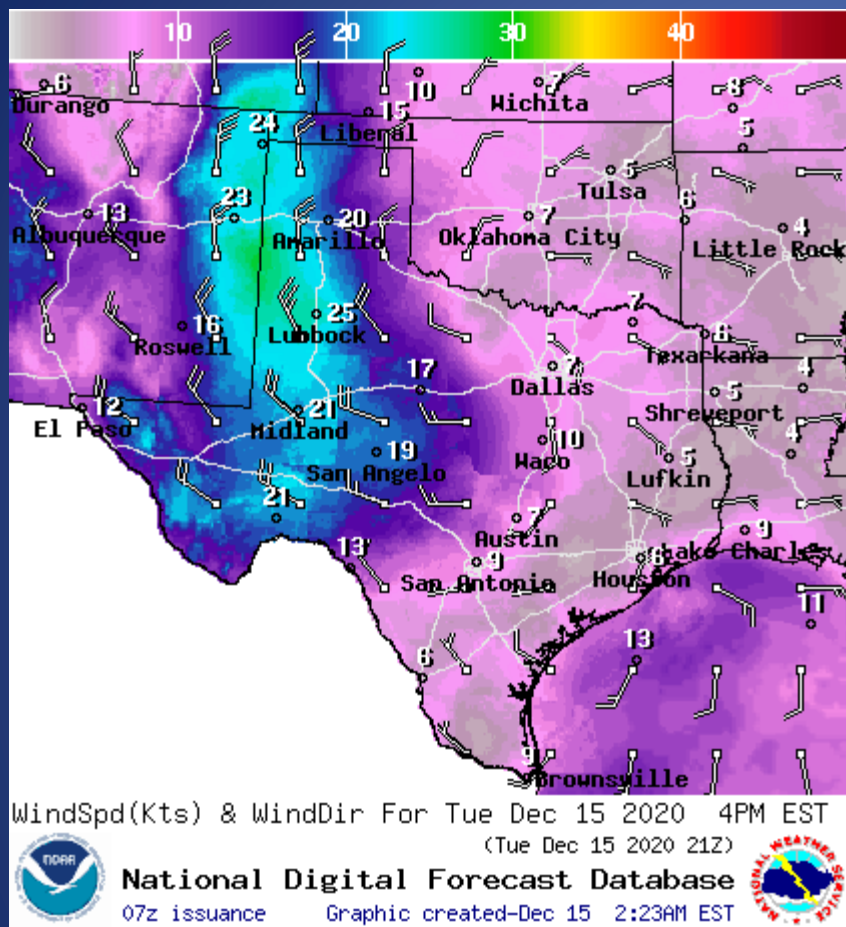 10 20 30 40
6 10 7 8
Durango Wichita
15
Liberal
24 5
5
Tulsa
13 23 20 7 6 4
Albuquerque Amarillo Oklahoma City Little Rock
25 7
16 6
Roswell Lubbock Texarkana
17 7
Dallas
12 21 5 4
El Paso Midland Shreveport
19 10 5 4
San Angelo Waco Lufkin
21 7 9
Austin
13 9 8 Lake Charles
San Antonio Houston
11
13
6
9
Brownsville
WindSpd(Kts) & WindDir For Tue Dec 15 2020 4PM EST
(Tue Dec 15 2020 21Z)
NOAA
National Digital Forecast Database
07z issuance Graphic created-Dec 15 2:23AM EST
NATIONAL WEATHER SERVICE